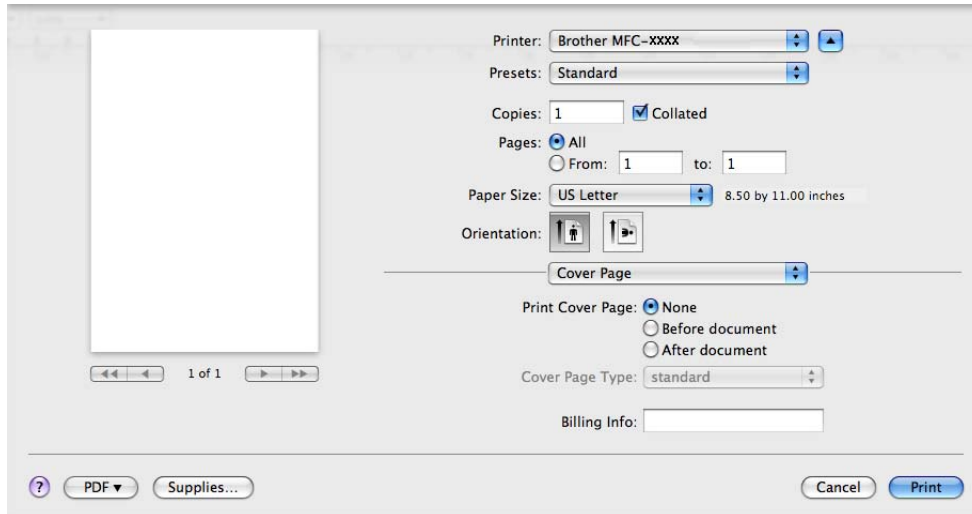 Printer: Brother MFC-XXXX
Presets: Standard
Copies: 1 Collated
Pages: All
From: 1 to: 1
Paper Size: US Letter 8.50 by 11.00 inches
Orientation:
Cover Page
Print Cover Page: None
Before document
After document
1 of 1
Cover Page Type: standard
Billing Info:
? PDF▼ Supplies... Cancel Print